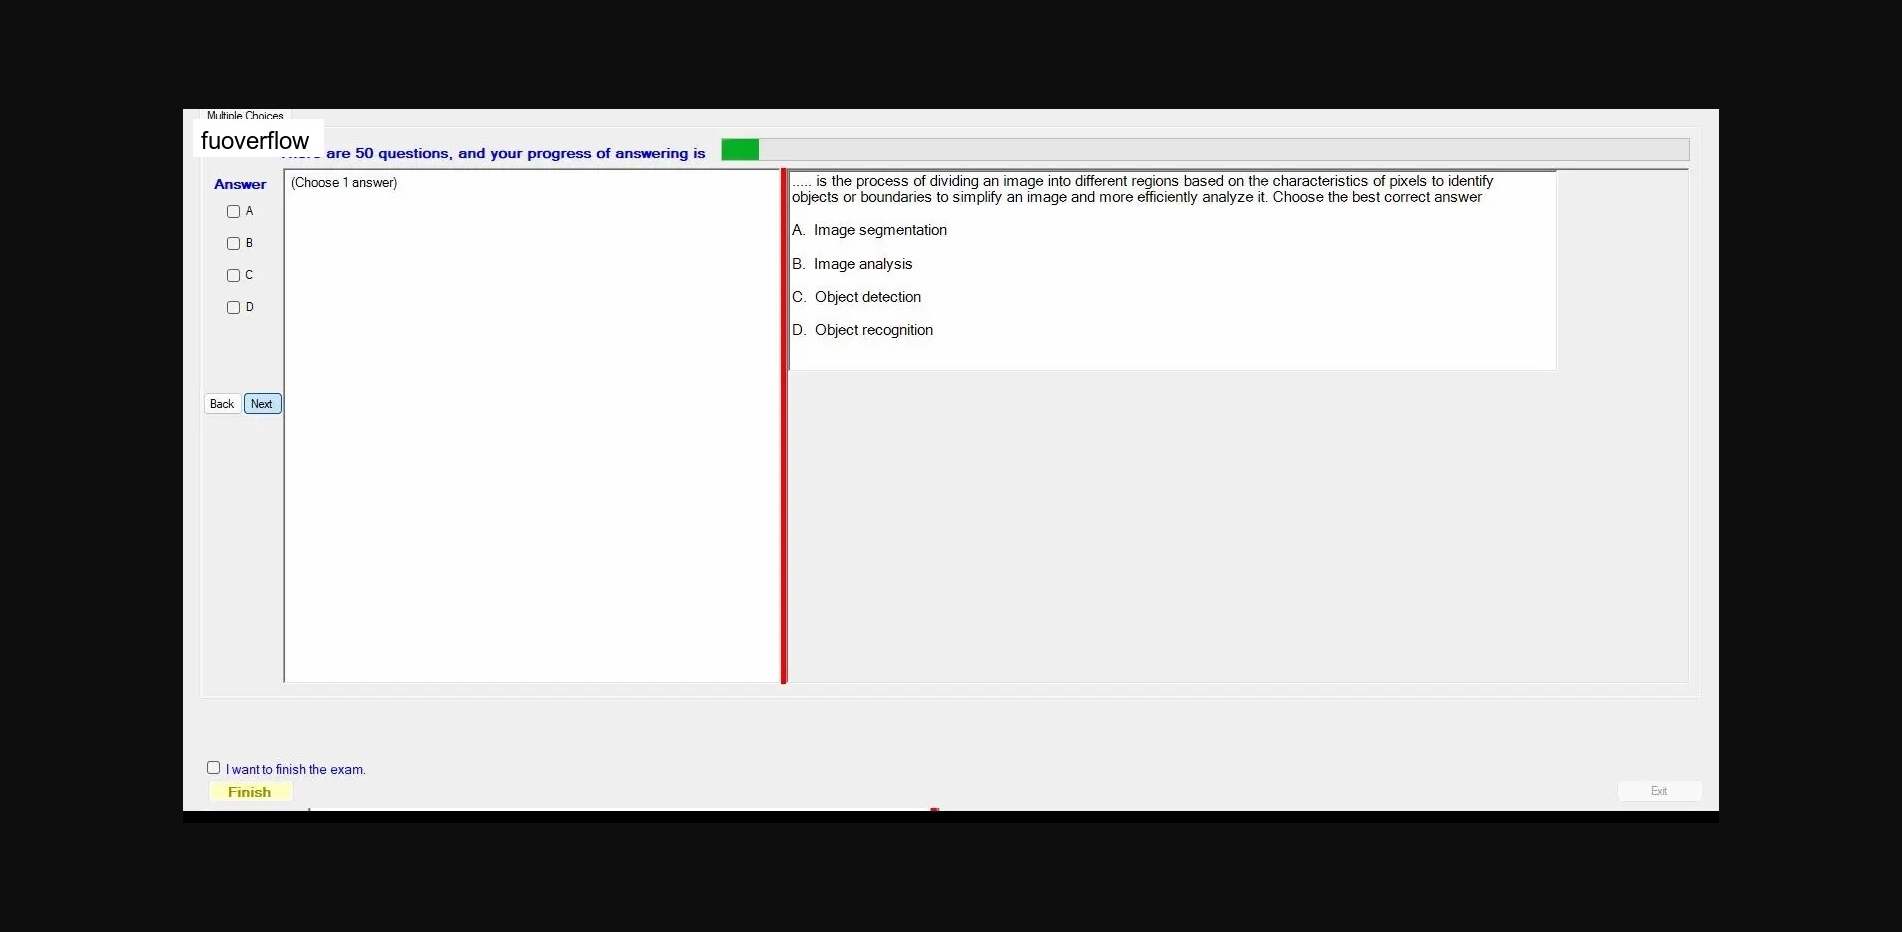 Multiple Choices
fuoverflow
are 50 questions, and your progress of answering is
Answer
(Choose 1 answer)
A
B
C
D
Back
Next
..... is the process of dividing an image into different regions based on the characteristics of pixels to identify
objects or boundaries to simplify an image and more efficiently analyze it. Choose the best correct answer
A. Image segmentation
B. Image analysis
C. Object detection
D. Object recognition
I want to finish the exam.
Finish
Exit